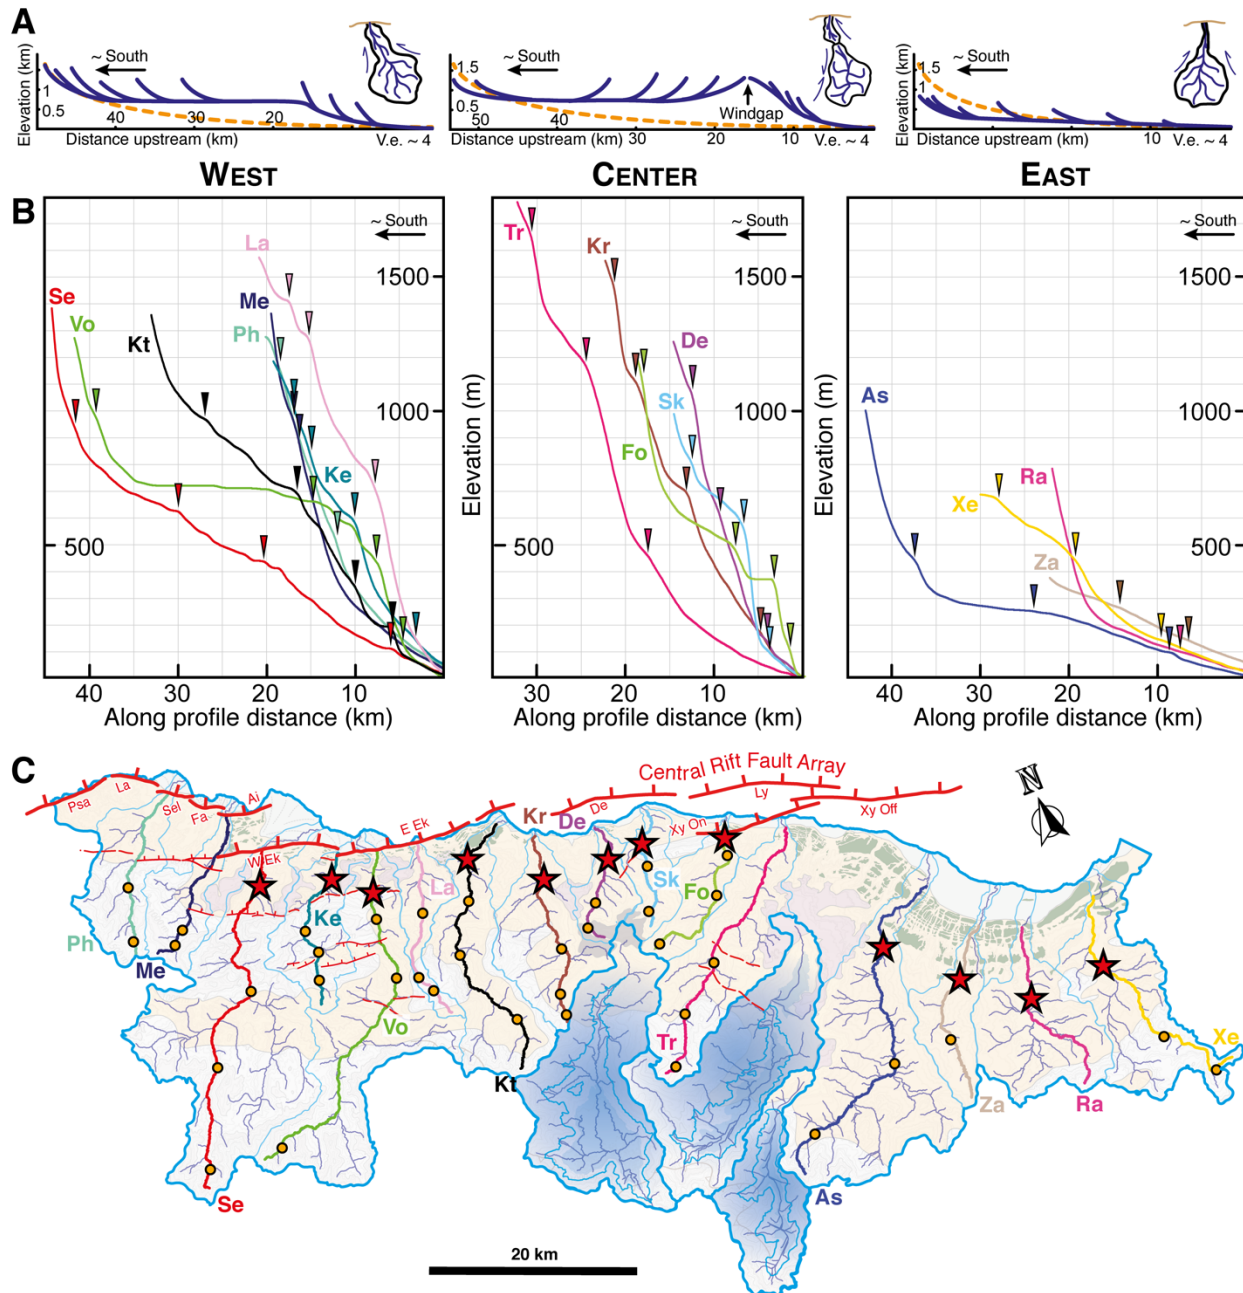 A
Elevation (km)
1.5
1
0.5
~ South
40
30
20
10
Distance upstream (km)
V.e. ~ 4
1.5
0.5
~ South
Windgap
50
40
30
20
10
Distance upstream (km)
V.e. ~ 4
1.5
1
0.5
~ South
10
Distance upstream (km)
V.e. ~ 4
WEST
CENTER
EAST
B
~ South
La
Se
Vo
Me
Ph
Kt
Ke
1500
1000
500
40
30
20
10
Along profile distance (km)
Elevation (m)
~ South
Tr
Kr
De
Sk
Fo
1500
1000
500
30
20
10
Along profile distance (km)
Elevation (m)
~ South
As
Xe
Ra
Za
1500
1000
500
40
30
20
10
Along profile distance (km)
C
Central Rift Fault Array
N
Psa
La
Sel
Fa
Ai
W Ek
E Ek
De
Ly
Xy On
Xy Off
Kr
De
Ph
Me
Ke
La
Sk
Fo
Vo
Kt
Tr
Se
As
Za
Ra
Xe
20 km